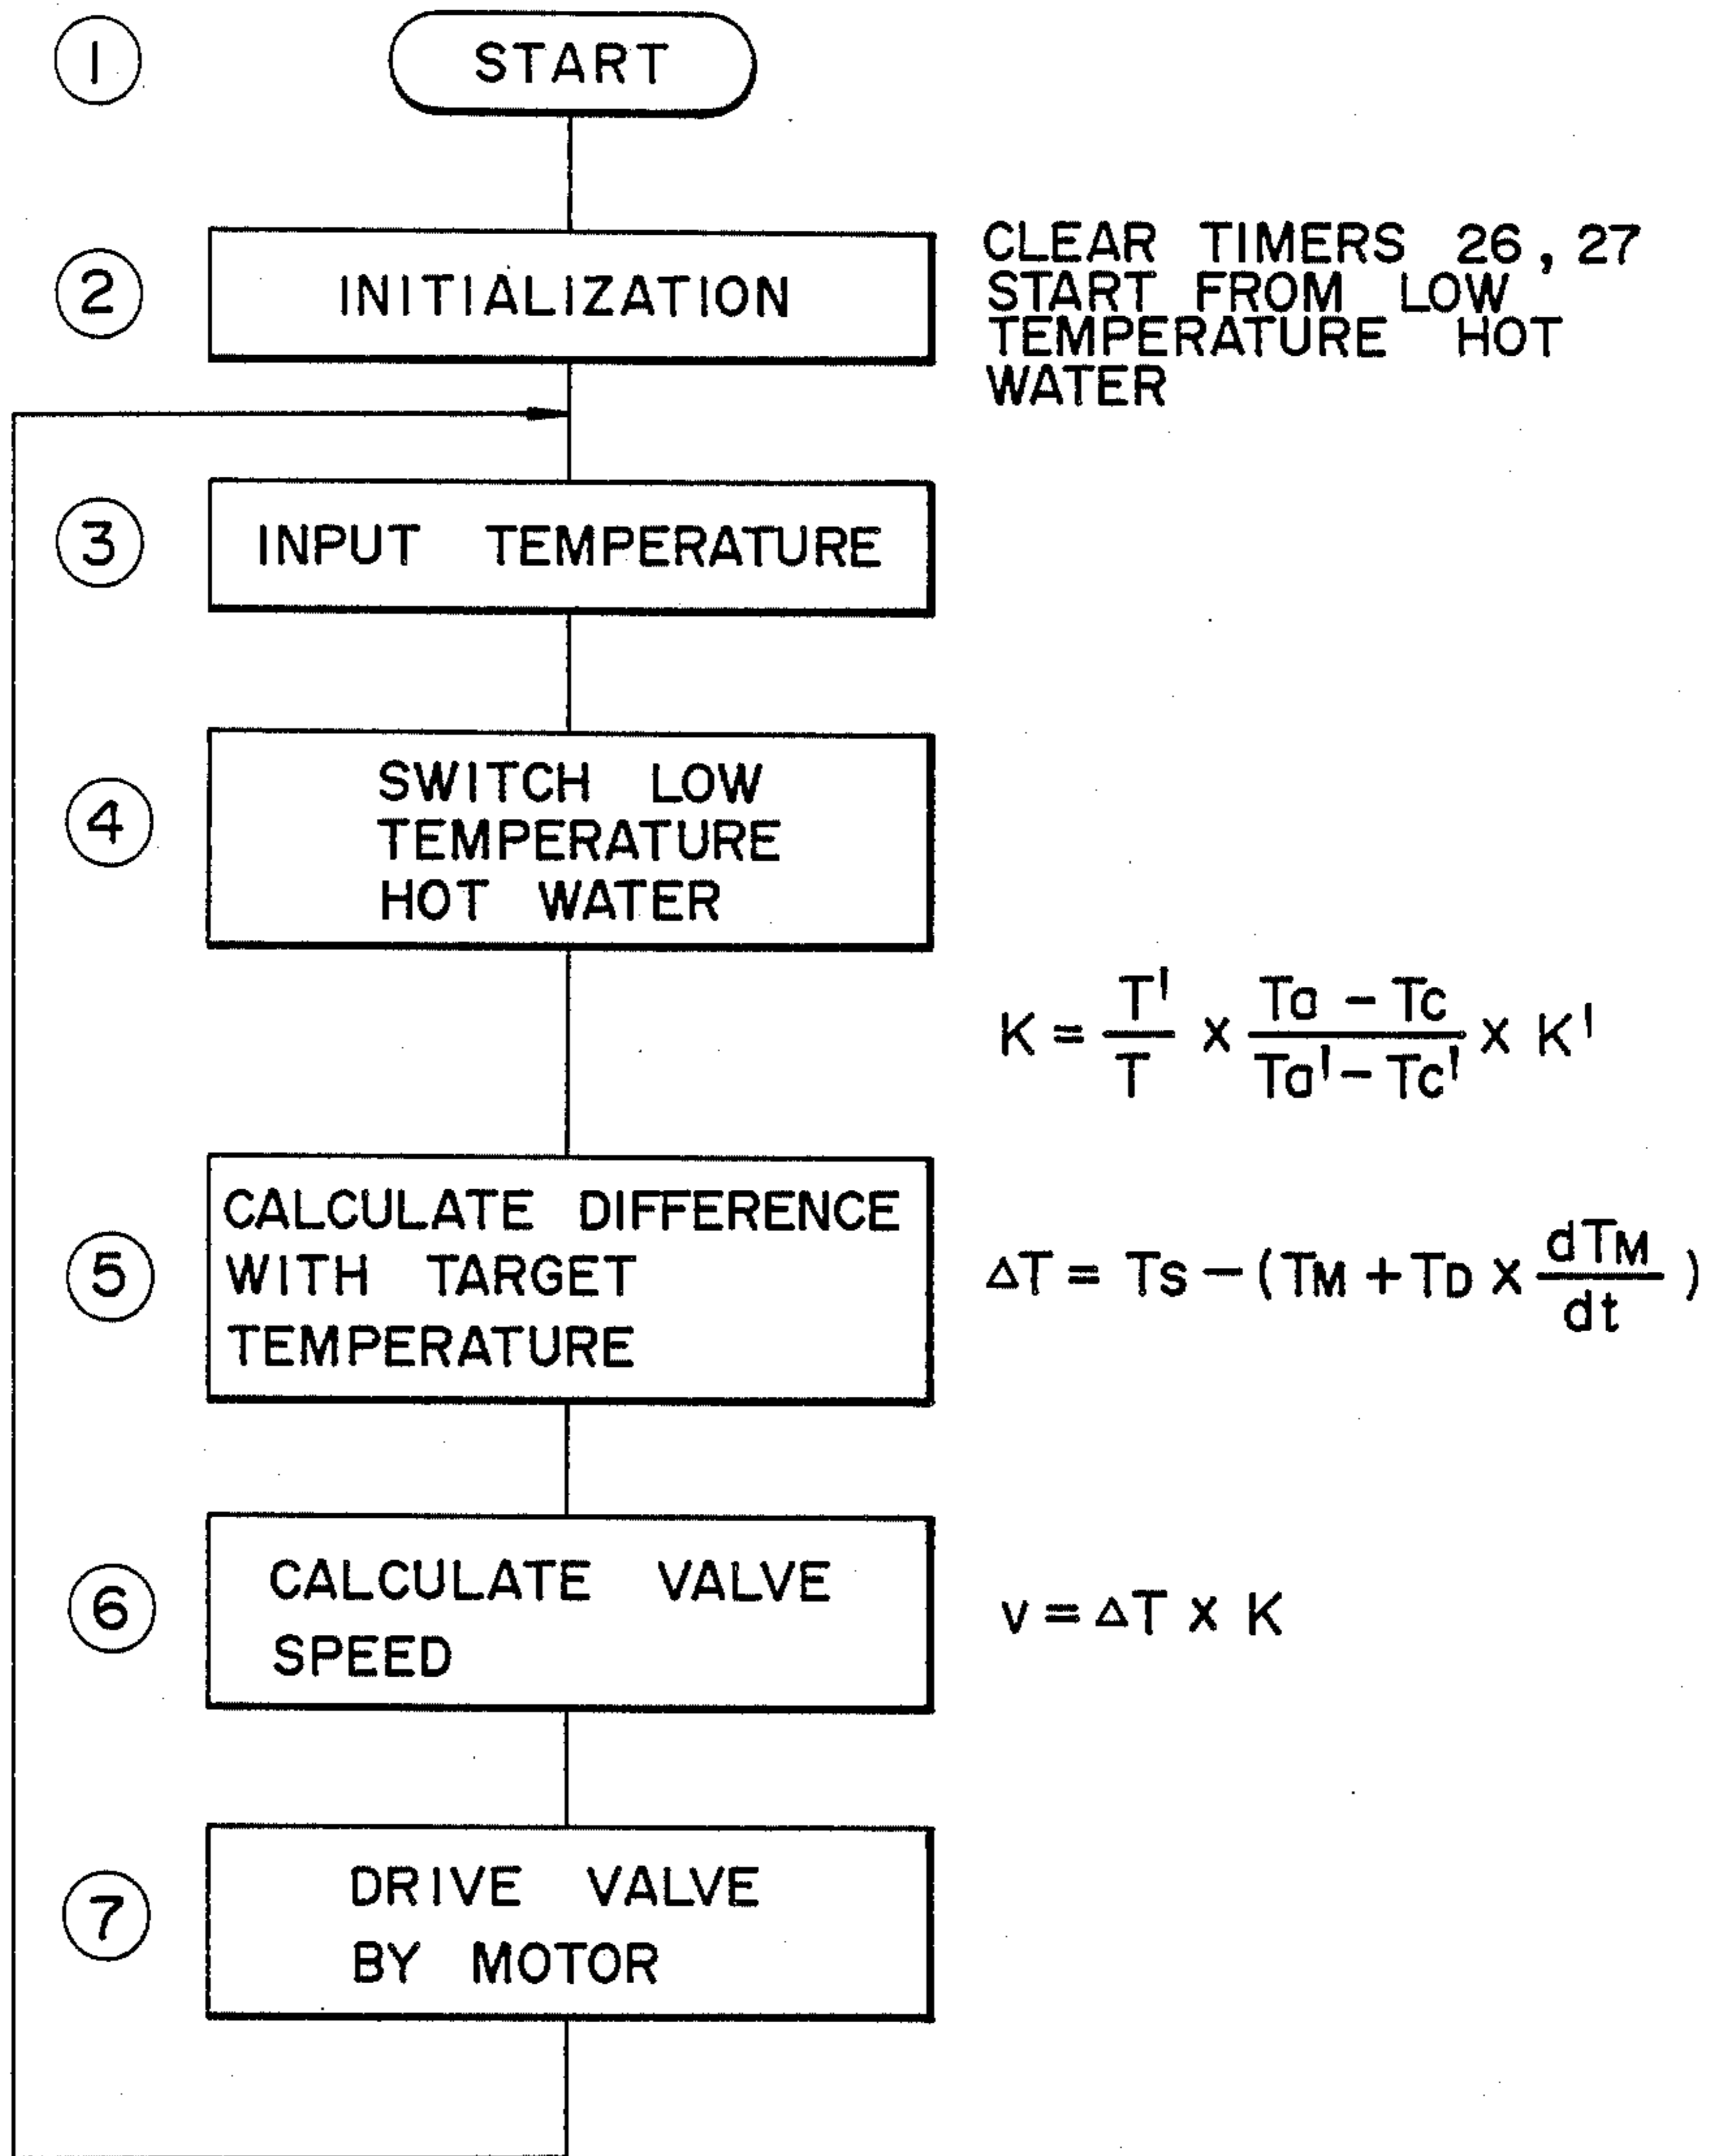 ① START
② INITIALIZATION
CLEAR TIMERS 26, 27
START FROM LOW
TEMPERATURE HOT
WATER
③ INPUT TEMPERATURE
④ SWITCH LOW
TEMPERATURE
HOT WATER
K = T'/T × (Ta - Tc)/(Ta' - Tc') × K'
⑤ CALCULATE DIFFERENCE
WITH TARGET
TEMPERATURE
ΔT = Ts - (TM + TD × dTM/dt)
⑥ CALCULATE VALVE
SPEED
v = ΔT × K
⑦ DRIVE VALVE
BY MOTOR